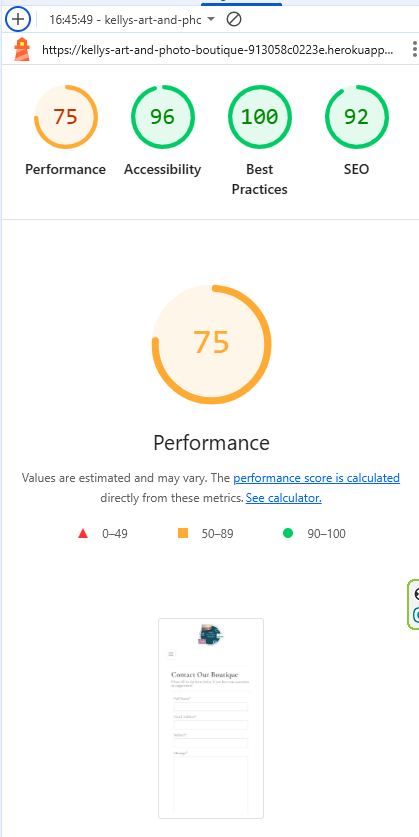 16:45:49 - kellys-art-and-phc
https://kellys-art-and-photo-boutique-913058c0223e.herokuapp...
75
96
100
92
Performance
Accessibility
Best
Practices
SEO
75
Performance
Values are estimated and may vary. The performance score is calculated
directly from these metrics. See calculator.
0–49
50–89
90–100
Contact Our Boutique
Full Name*
Email Address*
Subject*
Message*